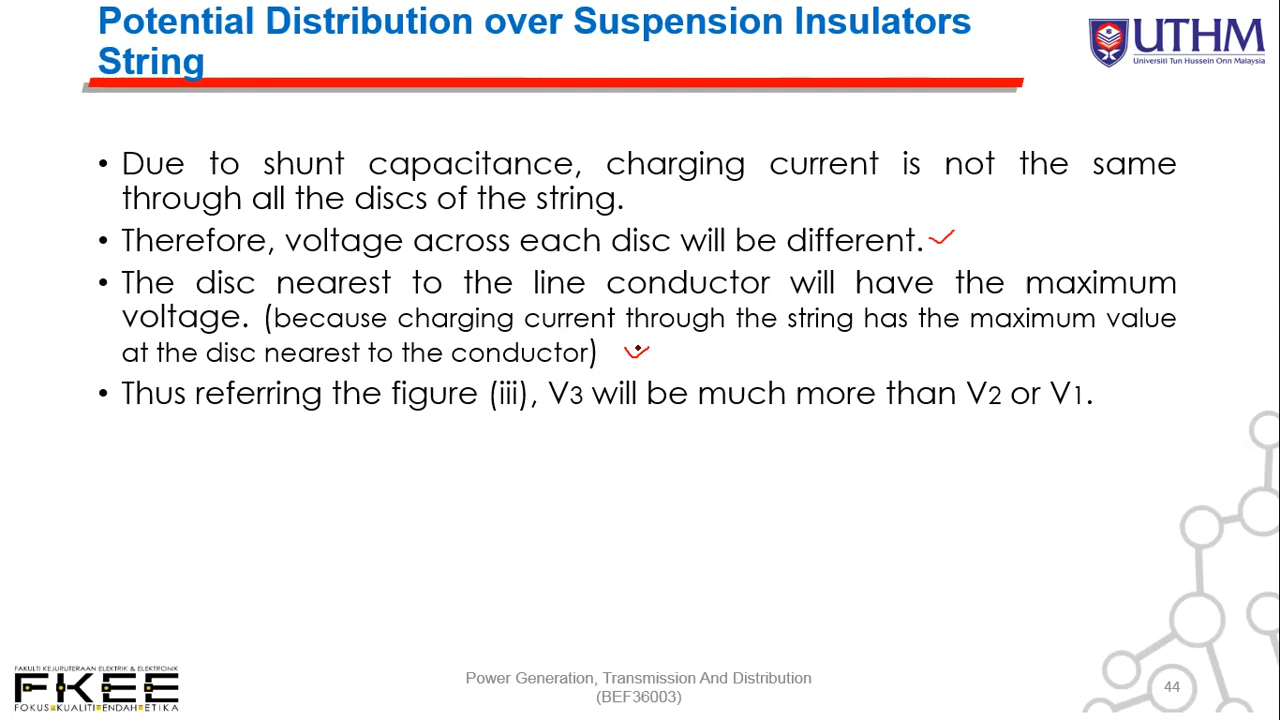 Potential Distribution over Suspension Insulators
String
UTHM
Universiti Tun Hussein Onn Malaysia
• Due to shunt capacitance, charging current is not the same
through all the discs of the string.
• Therefore, voltage across each disc will be different.
• The disc nearest to the line conductor will have the maximum
voltage. (because charging current through the string has the maximum value
at the disc nearest to the conductor)
• Thus referring the figure (iii), V3 will be much more than V2 or V1.
FAKULTI KEJURUTERAAN ELEKTRIK & ELEKTRONIK
FKEE
FOKUS KUALITI ENDAH ETIKA
Power Generation, Transmission And Distribution
(BEF36003)
44